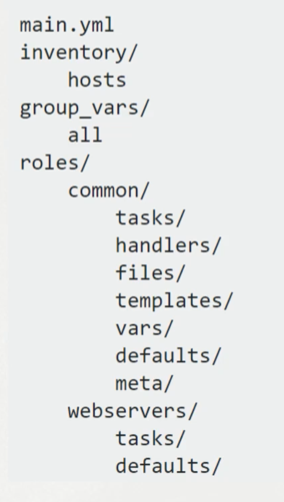 main.yml
inventory/
    hosts
group_vars/
    all
roles/
    common/
        tasks/
        handlers/
        files/
        templates/
        vars/
        defaults/
        meta/
    webservers/
        tasks/
        defaults/